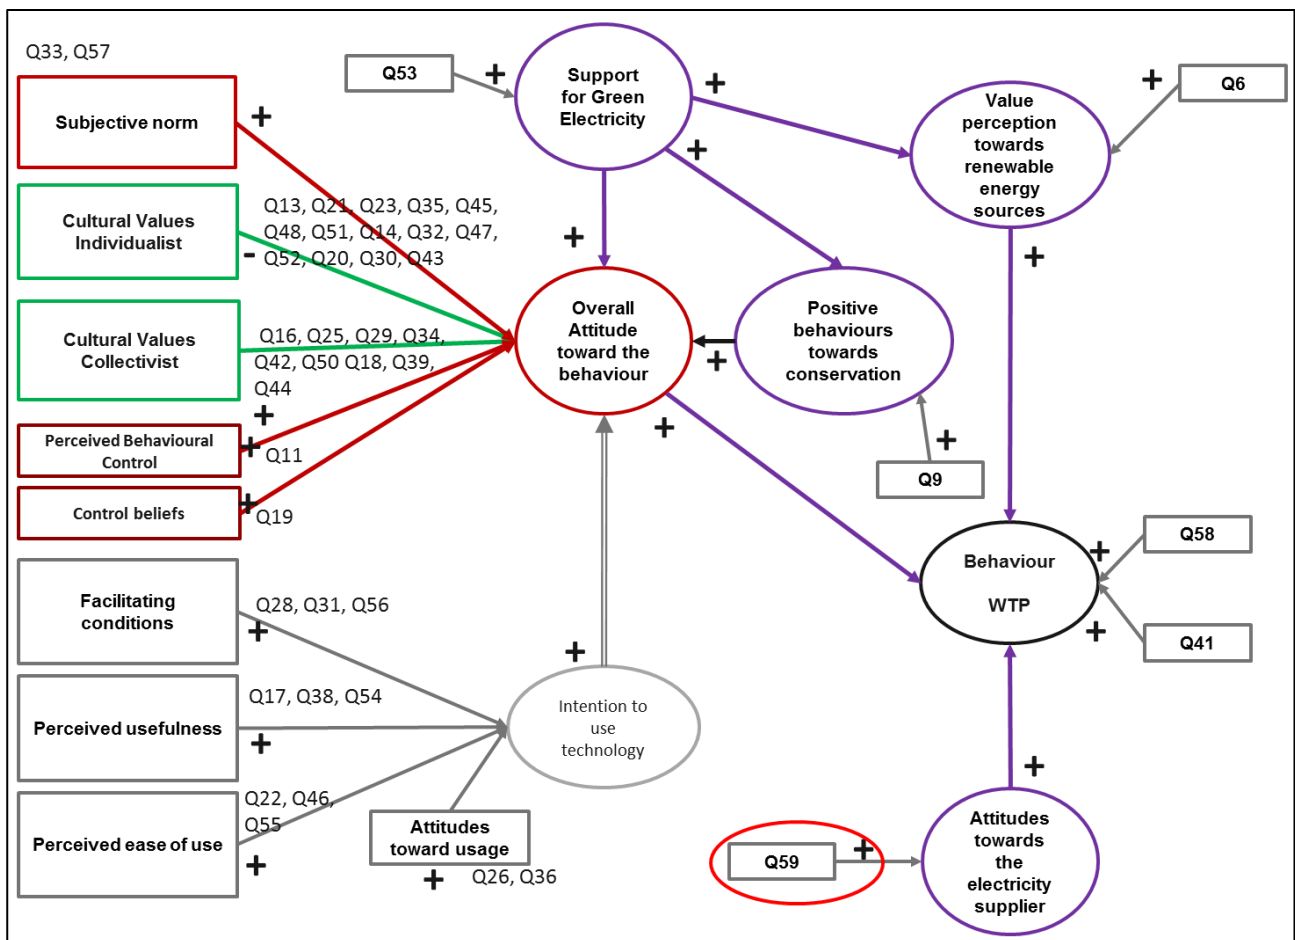 Q33, Q57
Subjective norm
+
Q53
+
Support
for Green
Electricity
+
+
+
Value
perception
towards
renewable
energy
sources
+
Q6
+
Cultural Values
Individualist
-
Q13, Q21, Q23, Q35, Q45,
Q48, Q51, Q14, Q32, Q47,
Q52, Q20, Q30, Q43
Cultural Values
Collectivist
Q16, Q25, Q29, Q34,
Q42, Q50 Q18, Q39,
Q44
+
Overall
Attitude
toward the
behaviour
+
+
Positive
behaviours
towards
conservation
+
Q9
Perceived Behavioural
Control
+
Q11
Control beliefs
+
Q19
Facilitating
conditions
Q28, Q31, Q56
+
Perceived usefulness
Q17, Q38, Q54
+
Perceived ease of use
Q22, Q46,
Q55
+
Attitudes
toward usage
+
Q26, Q36
+
Intention to
use
technology
Behaviour
WTP
+
Q58
+
Q41
+
Q59
+
Attitudes
towards
the
electricity
supplier